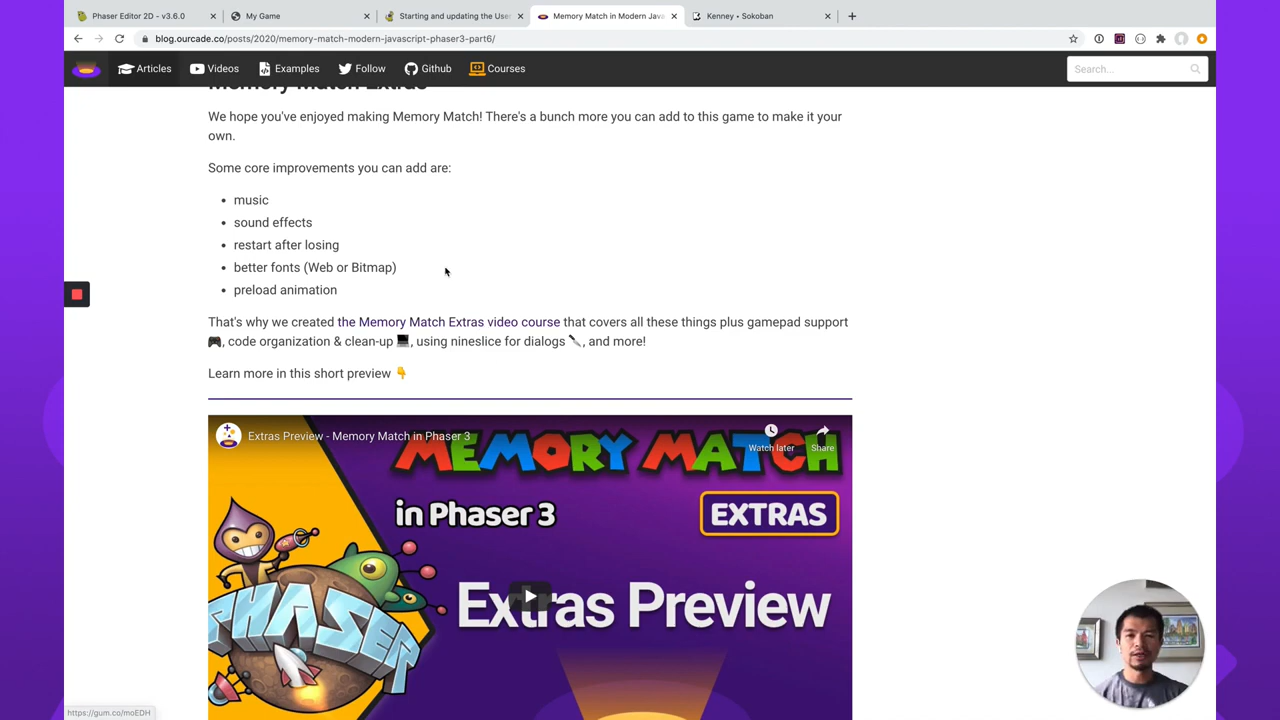 Phaser Editor 2D - v3.6.0
My Game
Starting and updating the Use
Memory Match in Modern Java
Kenney • Sokoban
blog.ourcade.co/posts/2020/memory-match-modern-javascript-phaser3-part6/
Articles
Videos
Examples
Follow
Github
Courses
Search...
Memory Match Extras
We hope you've enjoyed making Memory Match! There's a bunch more you can add to this game to make it your
own.
Some core improvements you can add are:
• music
• sound effects
• restart after losing
• better fonts (Web or Bitmap)
• preload animation
That's why we created the Memory Match Extras video course that covers all these things plus gamepad support
🎮, code organization & clean-up 💻, using nineslice for dialogs 🔪, and more!
Learn more in this short preview 👇
Extras Preview - Memory Match in Phaser 3
Watch later
Share
MEMORY MATCH
in Phaser 3
EXTRAS
Extras Preview
PHASER
https://gum.co/moEDH